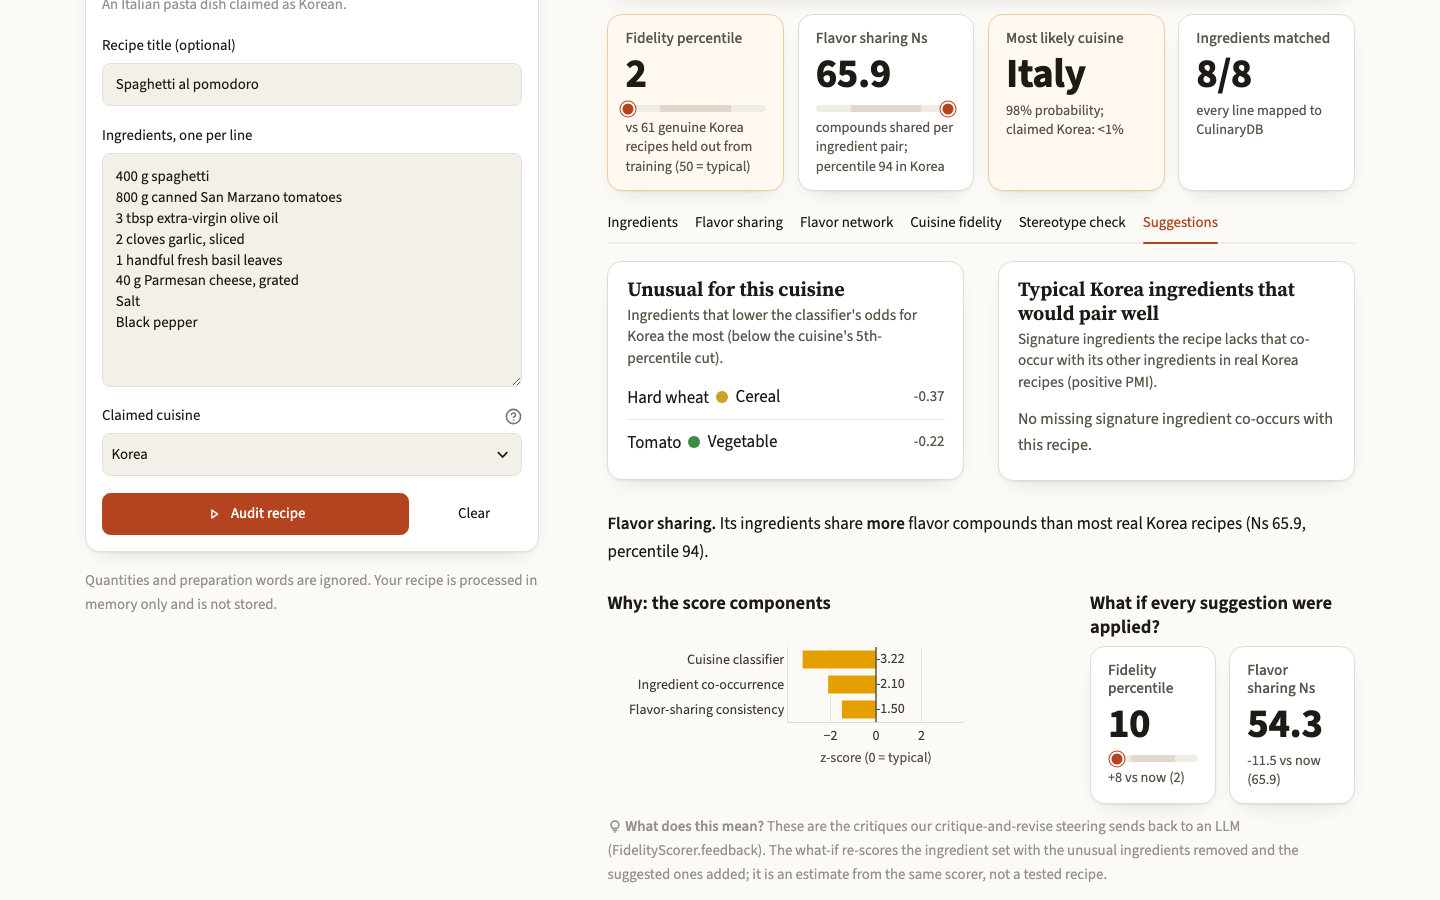 An Italian pasta dish claimed as Korean.
Recipe title (optional)
Spaghetti al pomodoro
Ingredients, one per line
400 g spaghetti
800 g canned San Marzano tomatoes
3 tbsp extra-virgin olive oil
2 cloves garlic, sliced
1 handful fresh basil leaves
40 g Parmesan cheese, grated
Salt
Black pepper
Claimed cuisine
Korea
Audit recipe
Clear
Quantities and preparation words are ignored. Your recipe is processed in
memory only and is not stored.
Fidelity percentile
2
vs 61 genuine Korea
recipes held out from
training (50 = typical)
Flavor sharing Ns
65.9
compounds shared per
ingredient pair;
percentile 94 in Korea
Most likely cuisine
Italy
98% probability;
claimed Korea: <1%
Ingredients matched
8/8
every line mapped to
CulinaryDB
Ingredients
Flavor sharing
Flavor network
Cuisine fidelity
Stereotype check
Suggestions
Unusual for this cuisine
Ingredients that lower the classifier's odds for
Korea the most (below the cuisine's 5th-
percentile cut).
Hard wheat Cereal -0.37
Tomato Vegetable -0.22
Typical Korea ingredients that
would pair well
Signature ingredients the recipe lacks that co-
occur with its other ingredients in real Korea
recipes (positive PMI).
No missing signature ingredient co-occurs with
this recipe.
Flavor sharing. Its ingredients share more flavor compounds than most real Korea recipes (Ns 65.9,
percentile 94).
Why: the score components
Cuisine classifier -3.22
Ingredient co-occurrence -2.10
Flavor-sharing consistency -1.50
−2 0 2
z-score (0 = typical)
What if every suggestion were
applied?
Fidelity
percentile
10
+8 vs now (2)
Flavor
sharing Ns
54.3
-11.5 vs now
(65.9)
What does this mean? These are the critiques our critique-and-revise steering sends back to an LLM
(FidelityScorer.feedback). The what-if re-scores the ingredient set with the unusual ingredients removed and the
suggested ones added; it is an estimate from the same scorer, not a tested recipe.